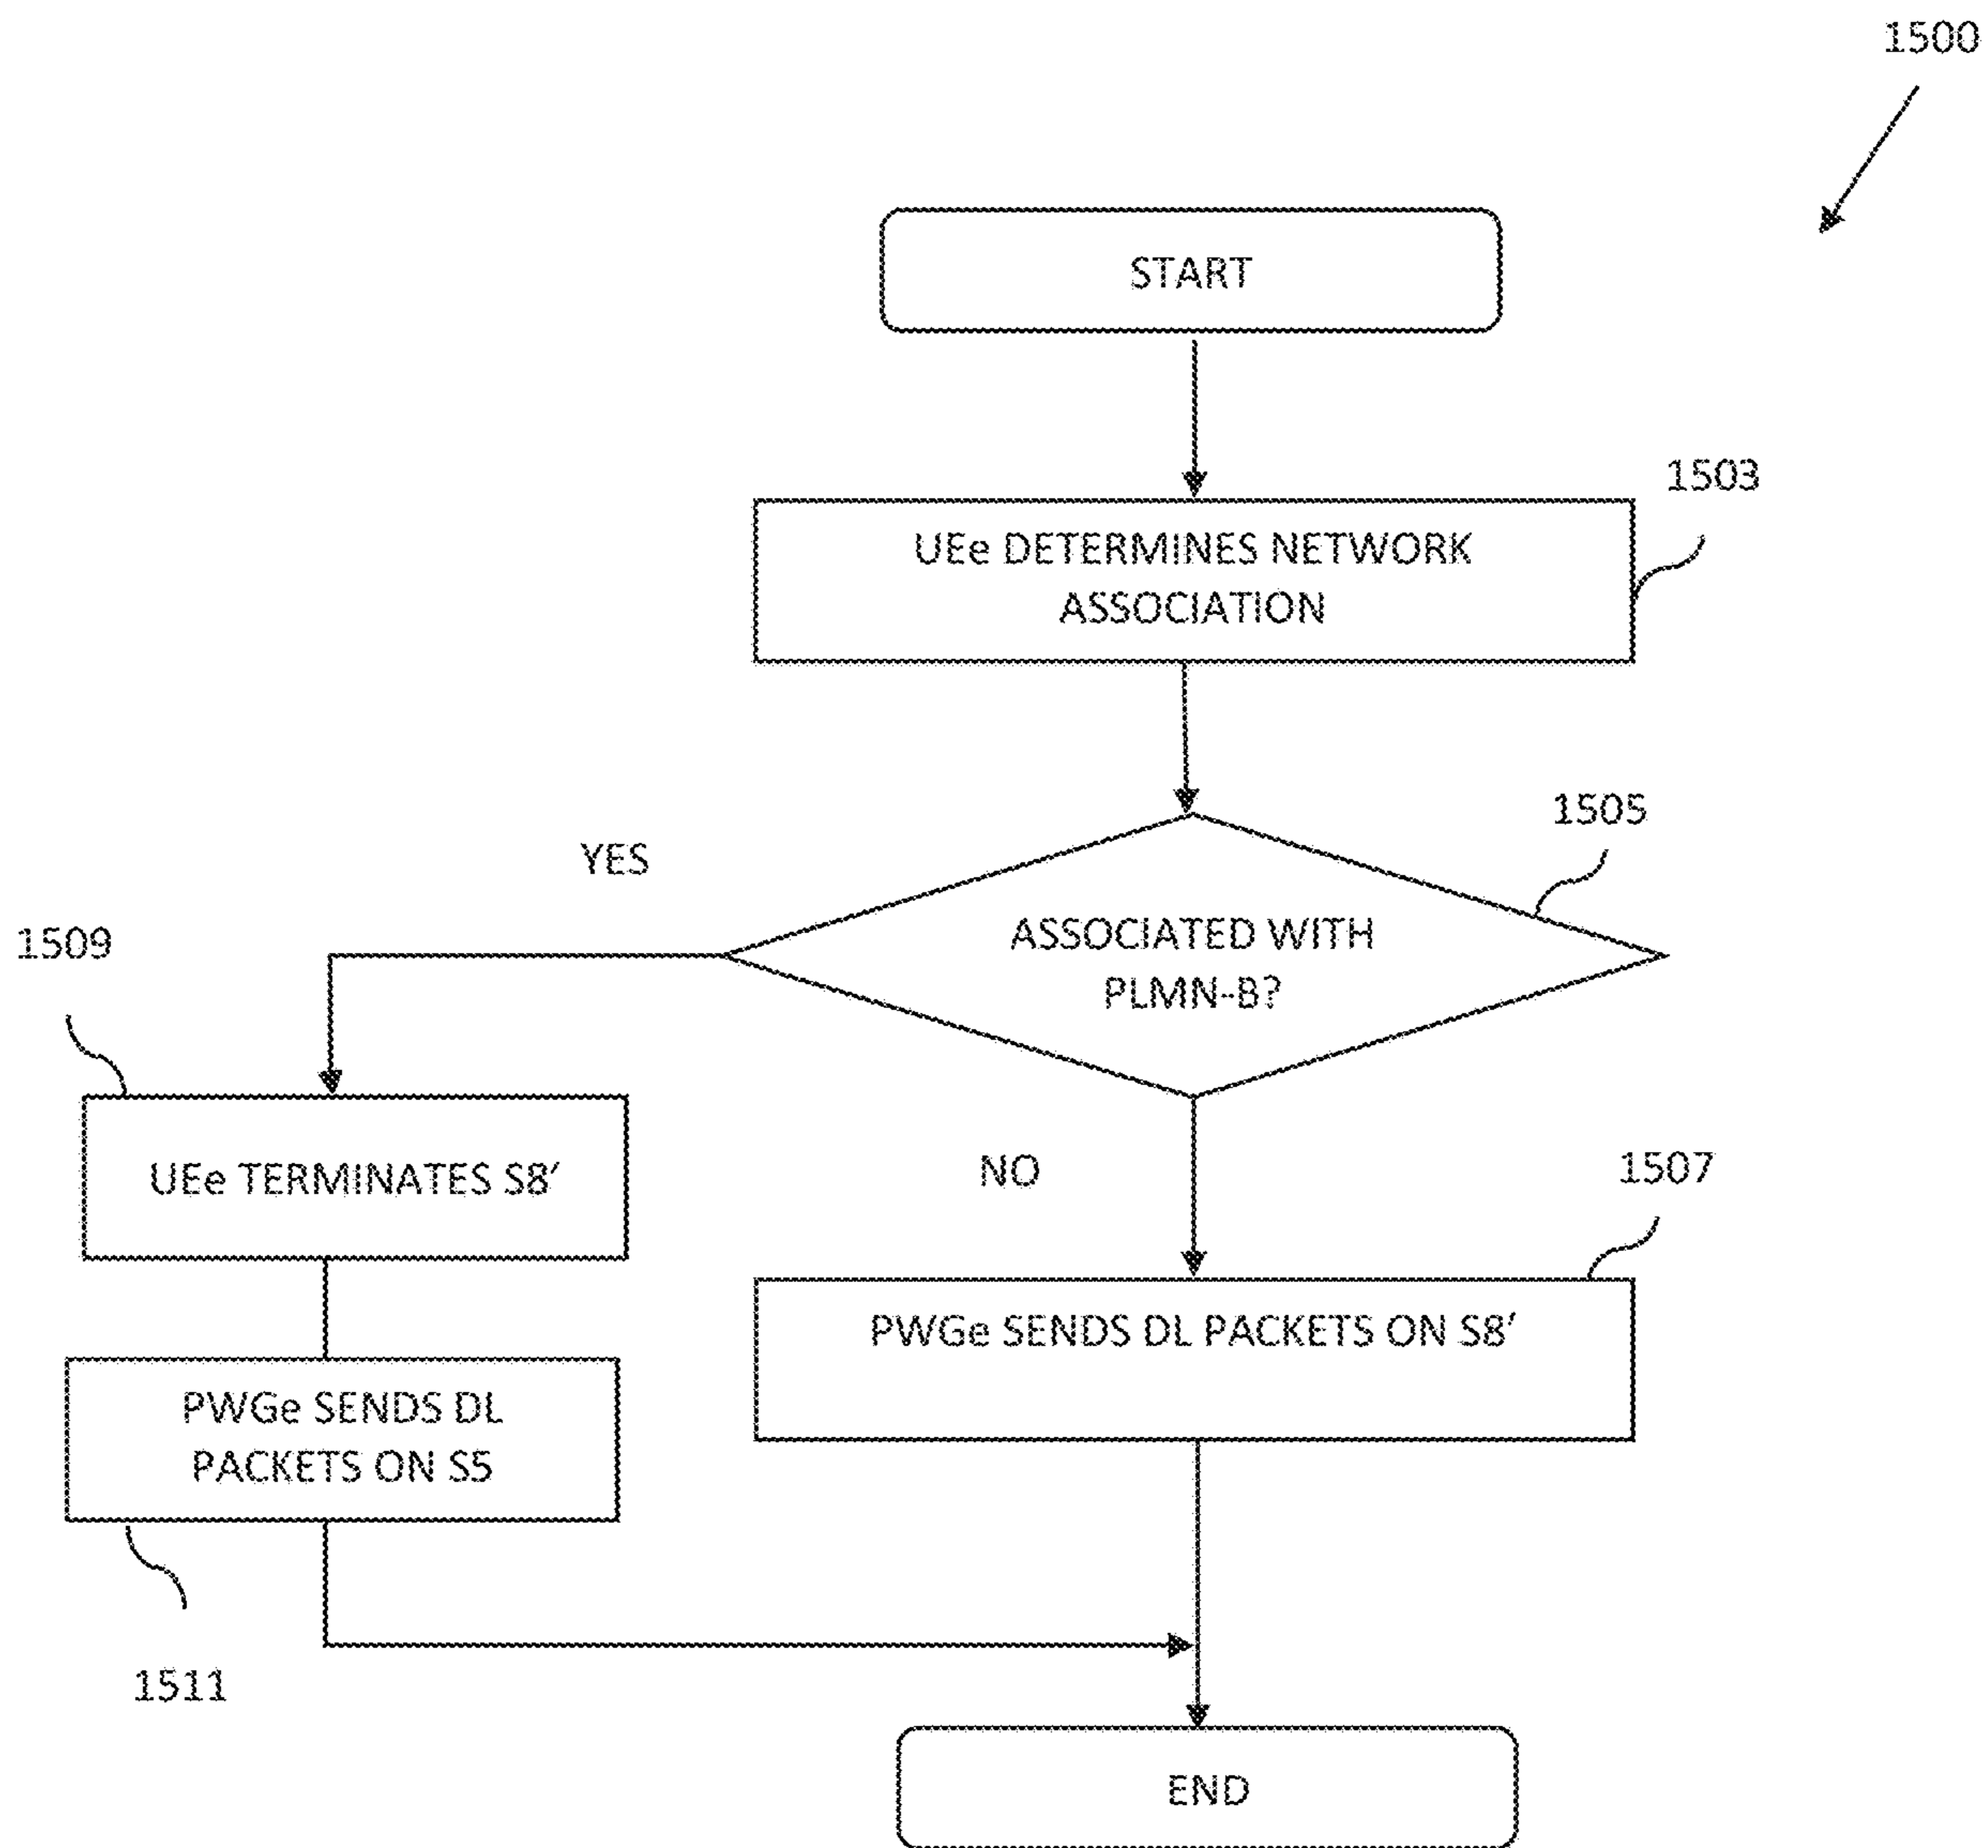 1500
START
1503
UEe DETERMINES NETWORK
ASSOCIATION
1505
YES
ASSOCIATED WITH
PLMN-B?
1509
UEe TERMINATES S8′
NO
1507
PWGe SENDS DL PACKETS ON S8′
PWGe SENDS DL
PACKETS ON S5
1511
END